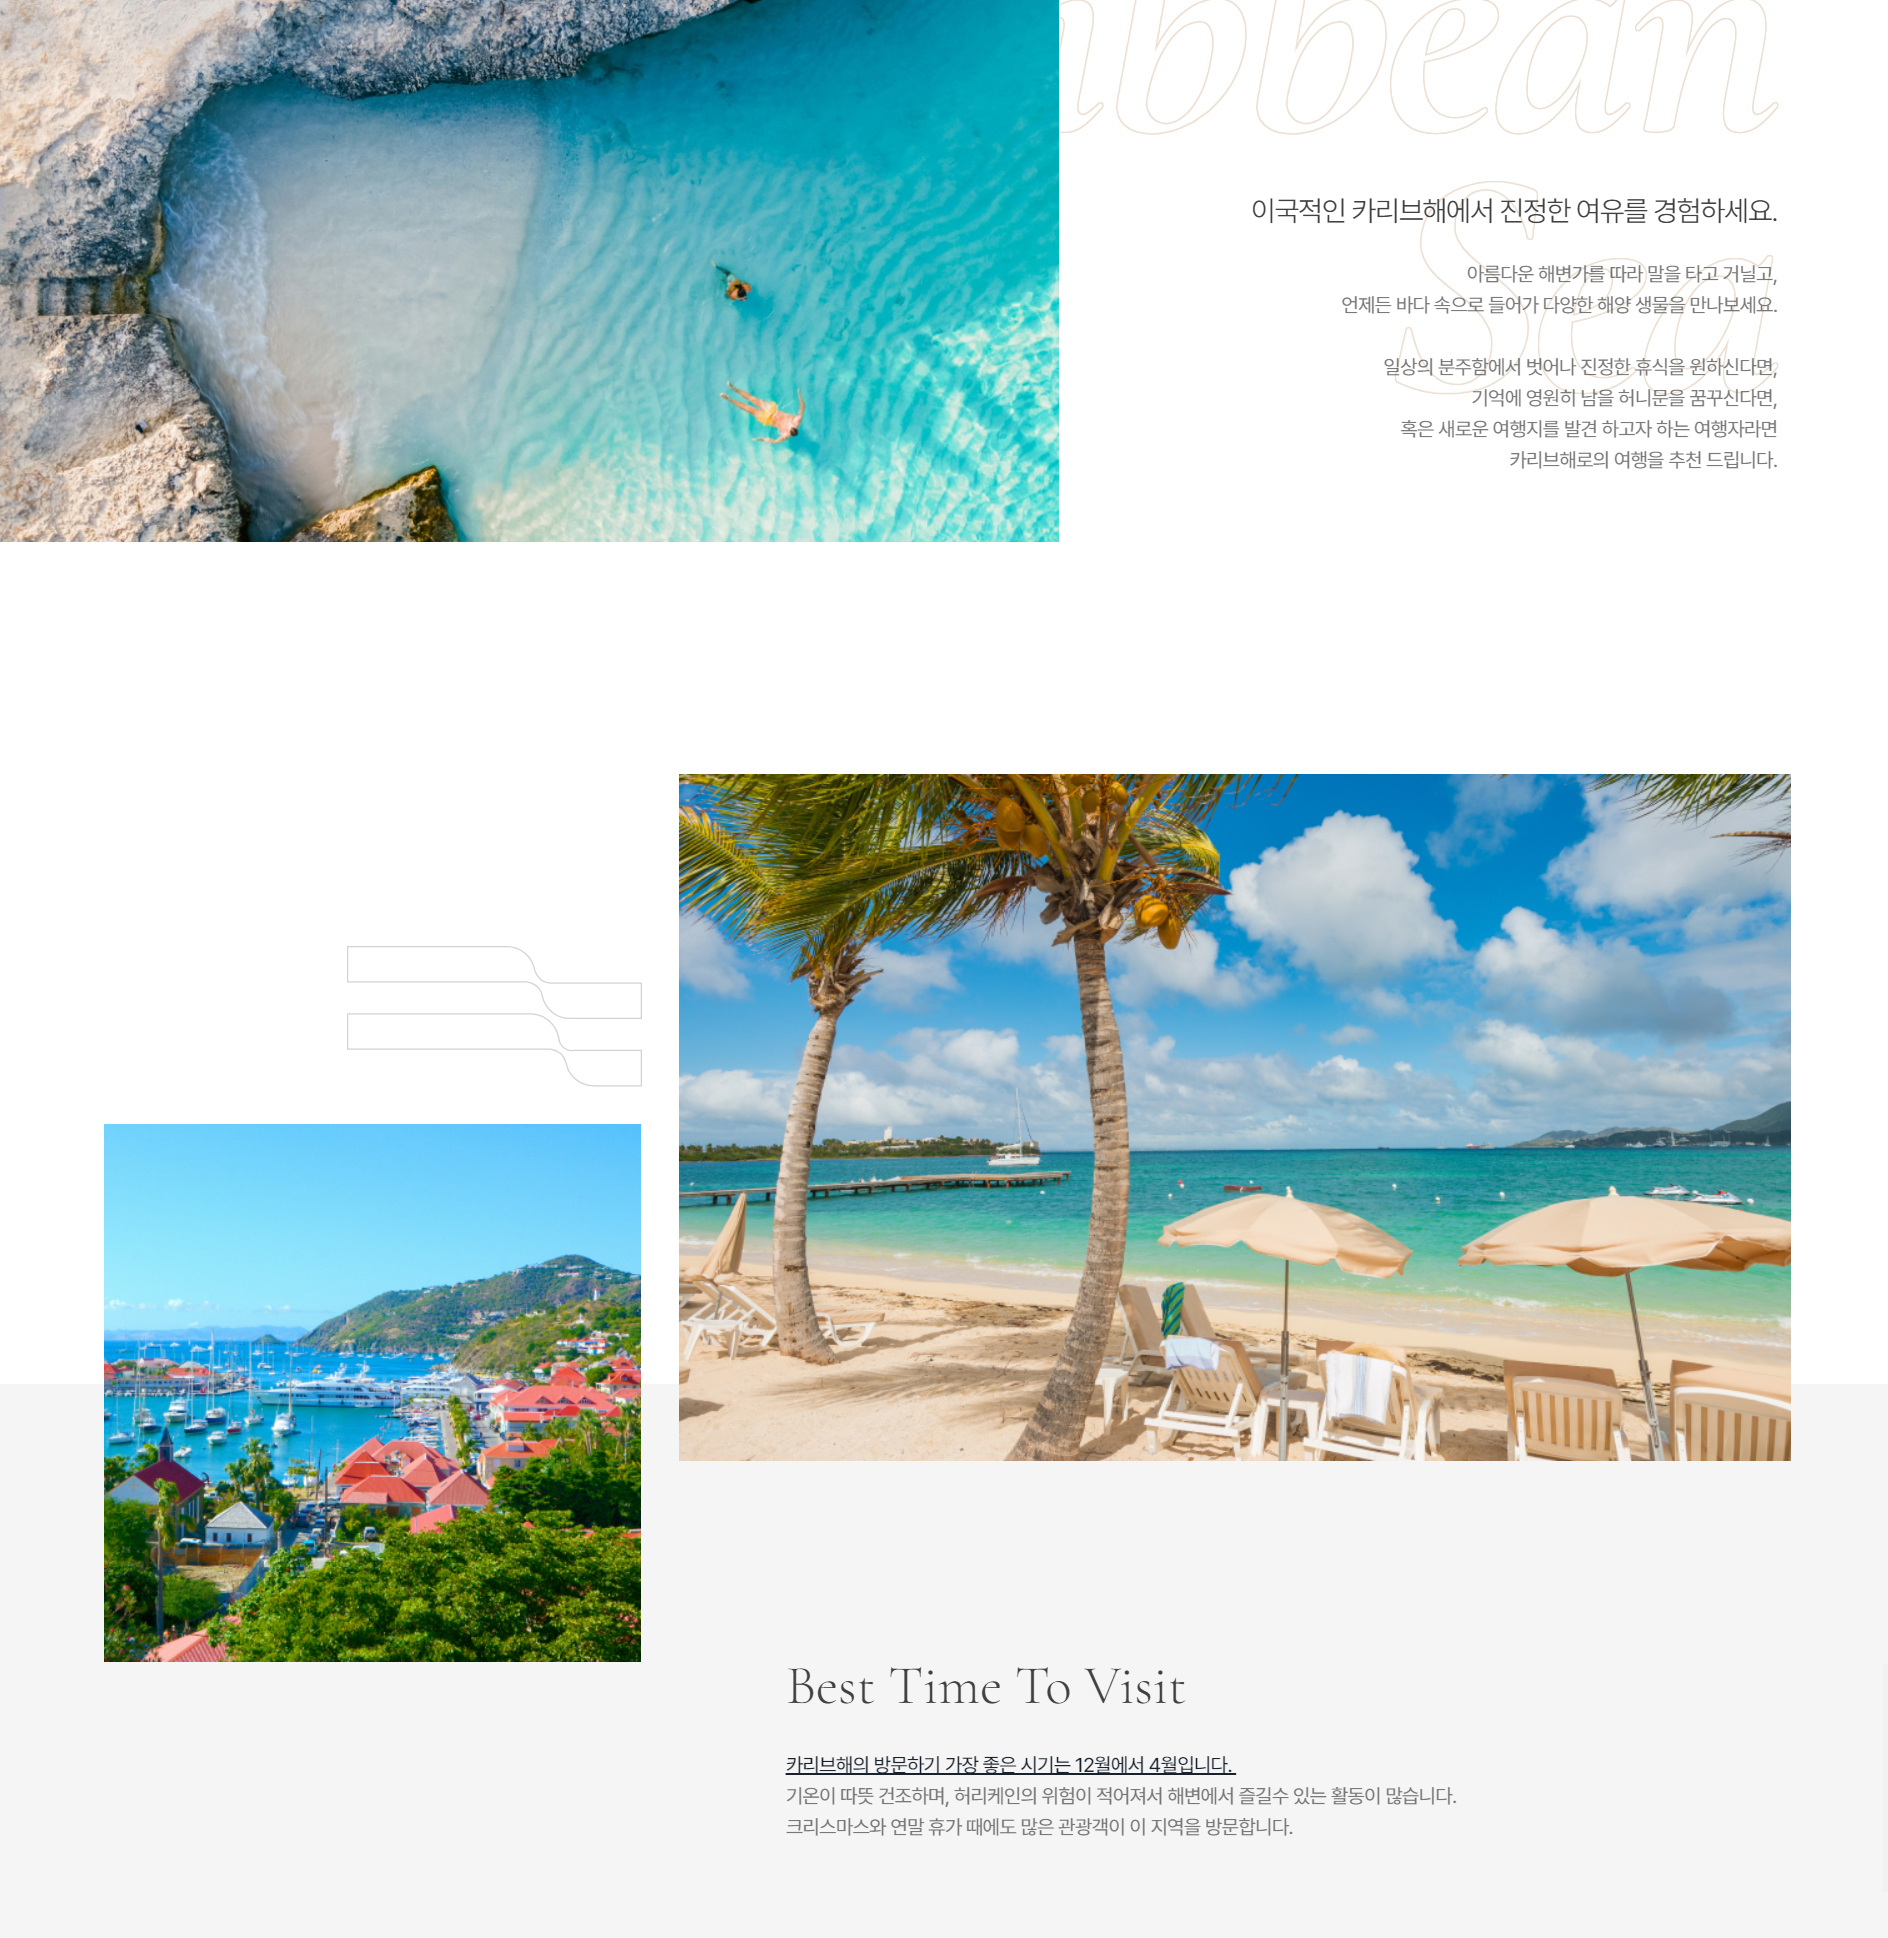 bbean
Sea
이국적인 카리브해에서 진정한 여유를 경험하세요.
아름다운 해변가를 따라 말을 타고 거닐고,
언제든 바다 속으로 들어가 다양한 해양 생물을 만나보세요.
일상의 분주함에서 벗어나 진정한 휴식을 원하신다면,
기억에 영원히 남을 허니문을 꿈꾸신다면,
혹은 새로운 여행지를 발견 하고자 하는 여행자라면
카리브해로의 여행을 추천 드립니다.
Best Time To Visit
카리브해의 방문하기 가장 좋은 시기는 12월에서 4월입니다.
기온이 따뜻 건조하며, 허리케인의 위험이 적어져서 해변에서 즐길수 있는 활동이 많습니다.
크리스마스와 연말 휴가 때에도 많은 관광객이 이 지역을 방문합니다.